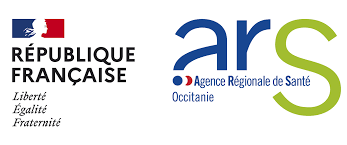 RÉPUBLIQUE
FRANÇAISE
Liberté
Égalité
Fraternité
ars
Agence Régionale de Santé
Occitanie